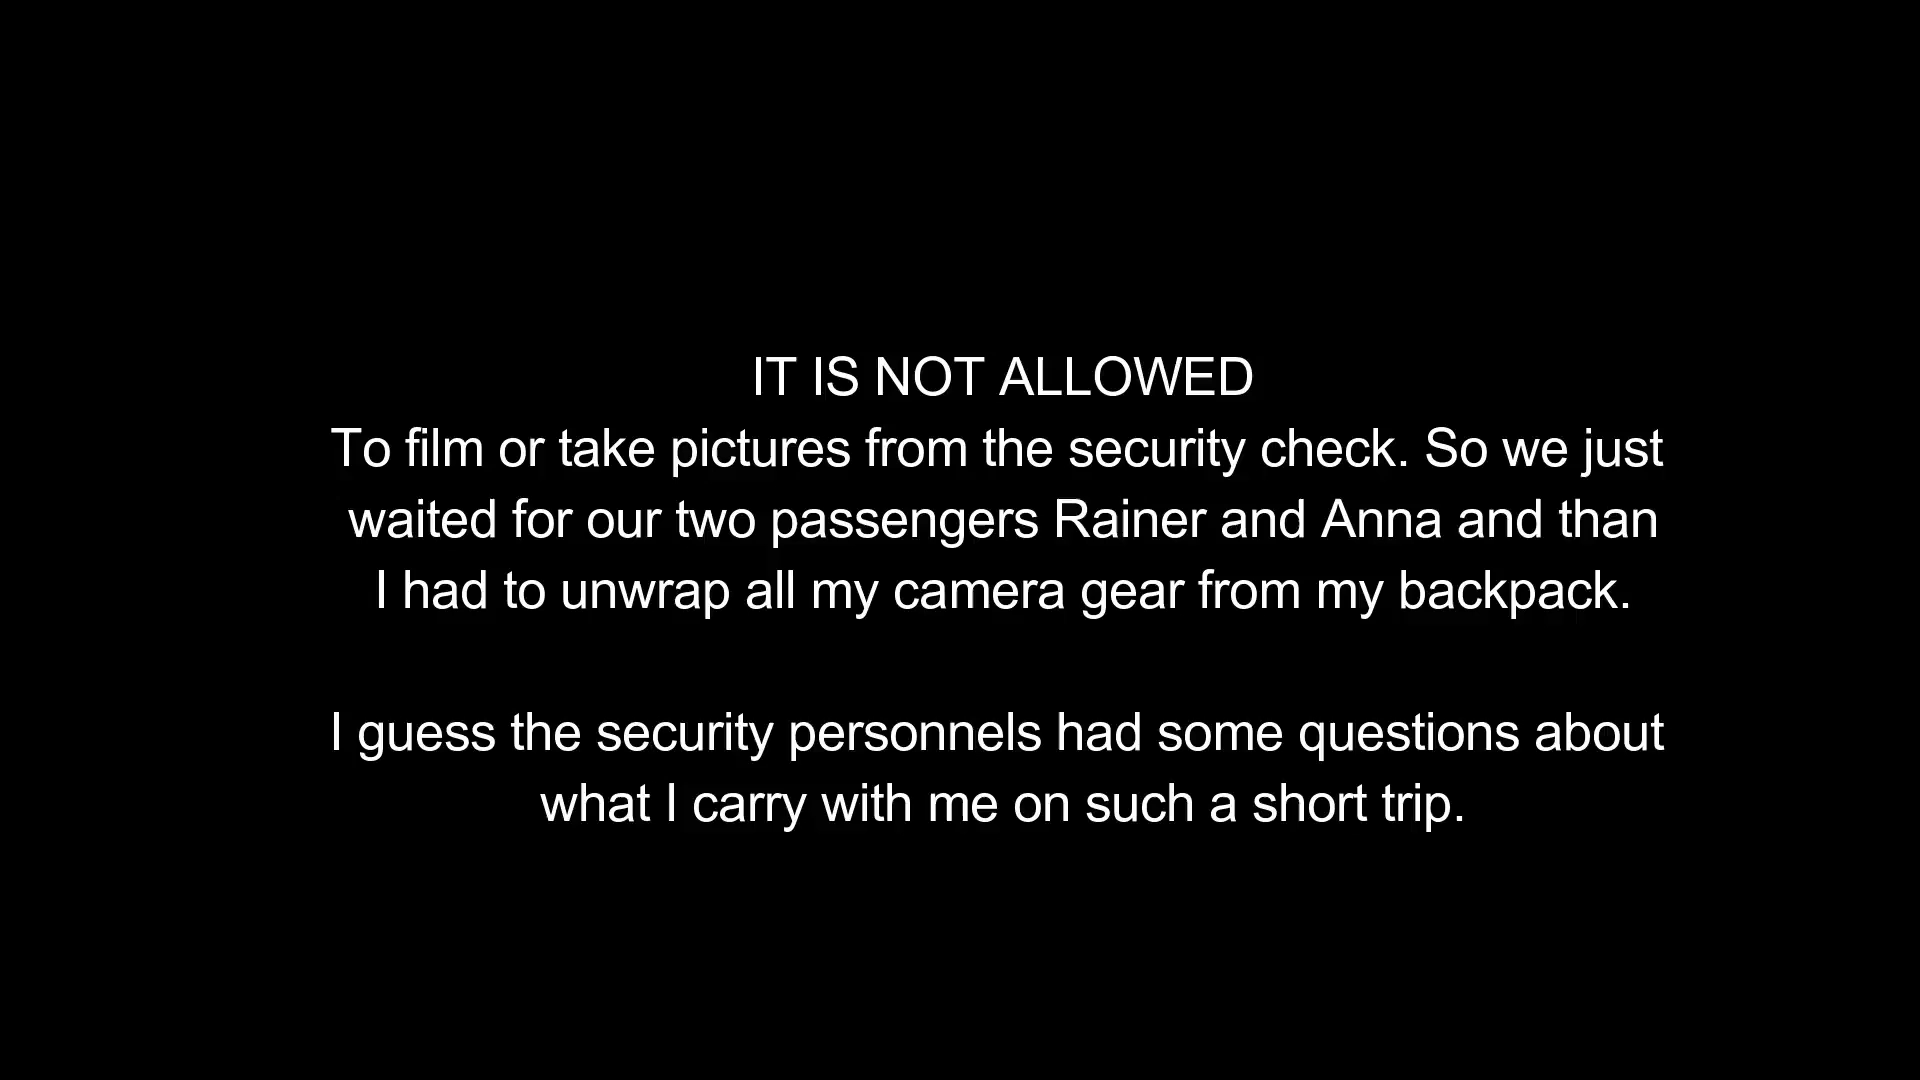 IT IS NOT ALLOWED
To film or take pictures from the security check. So we just
waited for our two passengers Rainer and Anna and than
I had to unwrap all my camera gear from my backpack.
I guess the security personnels had some questions about
what I carry with me on such a short trip.